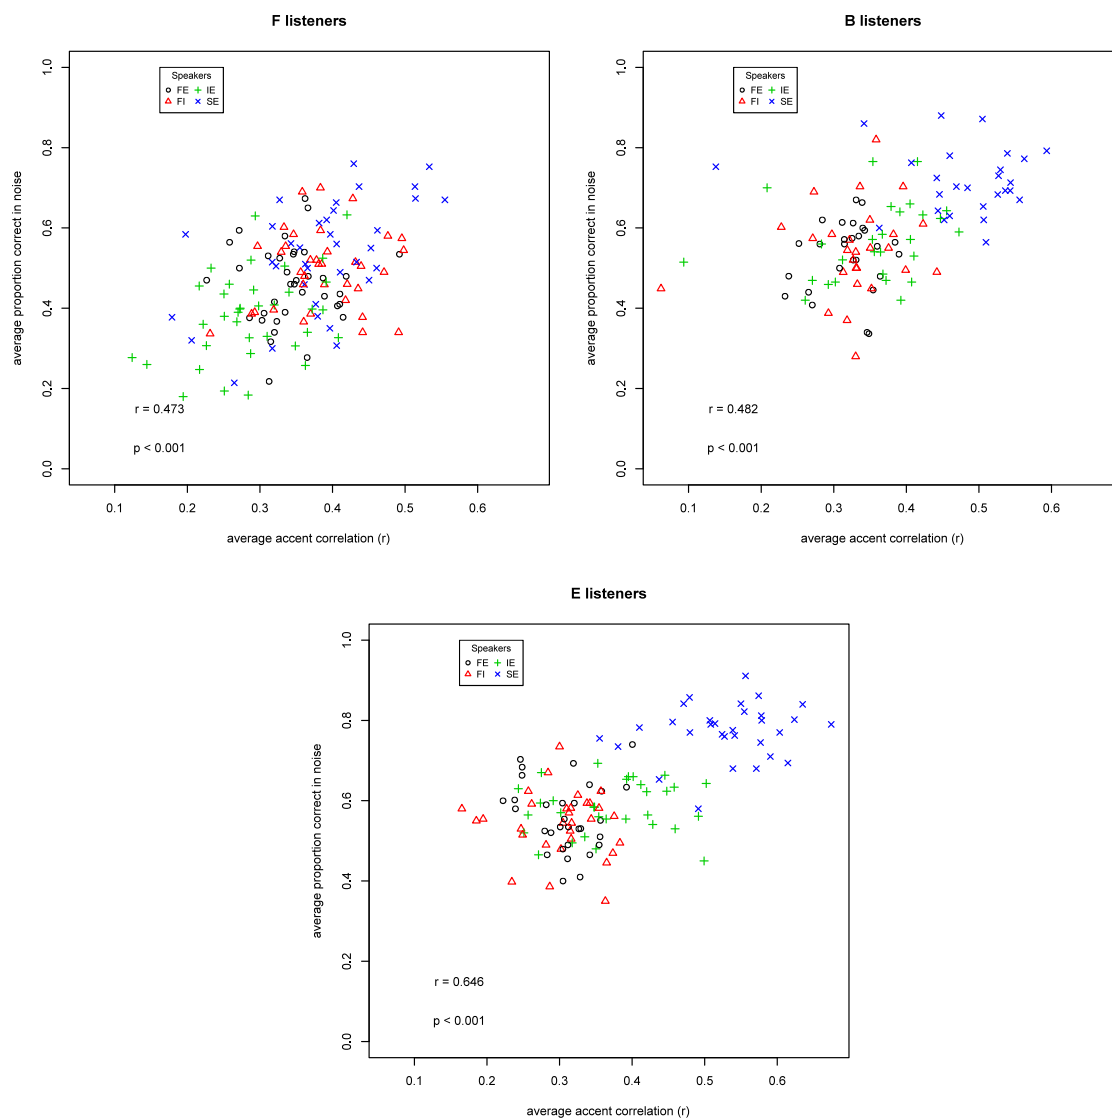 F listeners
average proportion correct in noise
1.0
0.8
0.6
0.4
0.2
0.0
Speakers
FE IE
FI SE
r = 0.473
p < 0.001
0.1 0.2 0.3 0.4 0.5 0.6
average accent correlation (r)
B listeners
average proportion correct in noise
1.0
0.8
0.6
0.4
0.2
0.0
Speakers
FE IE
FI SE
r = 0.482
p < 0.001
0.1 0.2 0.3 0.4 0.5 0.6
average accent correlation (r)
E listeners
average proportion correct in noise
1.0
0.8
0.6
0.4
0.2
0.0
Speakers
FE IE
FI SE
r = 0.646
p < 0.001
0.1 0.2 0.3 0.4 0.5 0.6
average accent correlation (r)